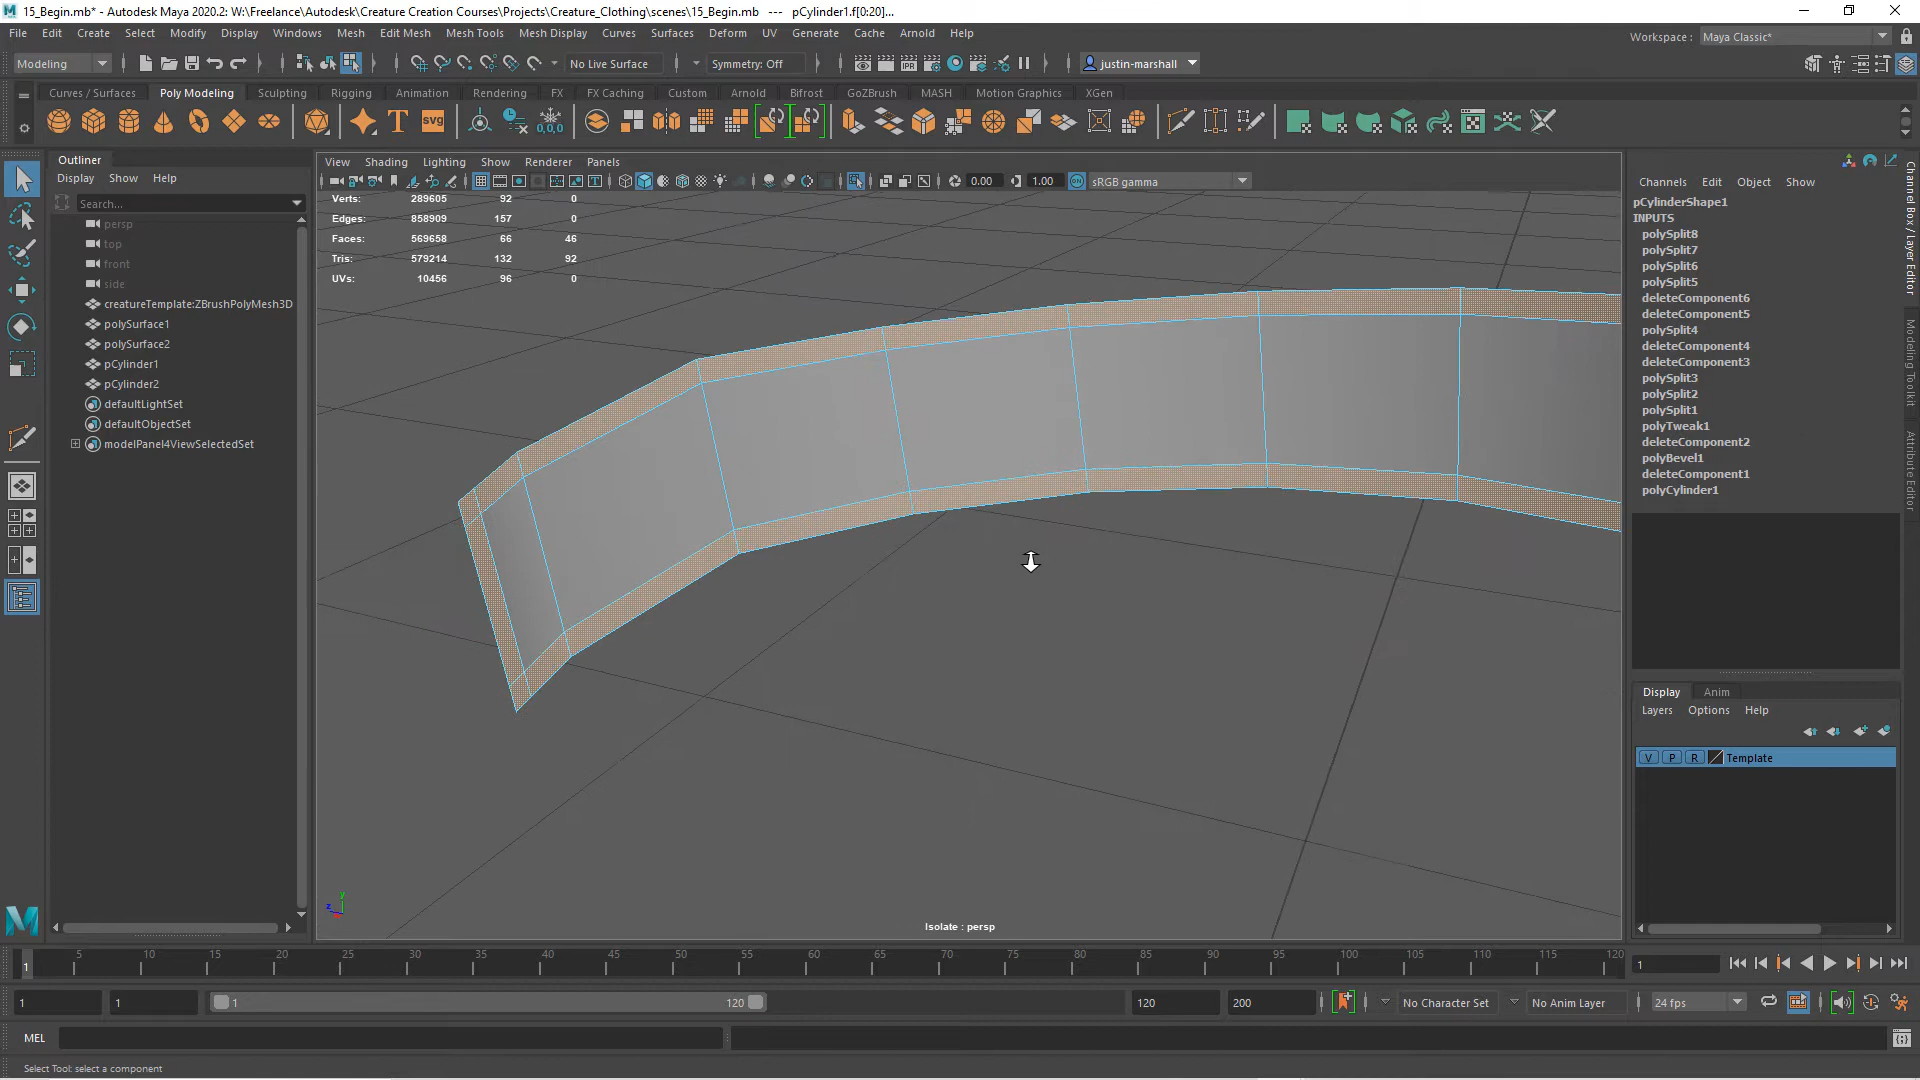 15_Begin.mb* - Autodesk Maya 2020.2: W:\Freelance\Autodesk\Creature Creation Courses\Projects\Creature_Clothing\scenes\15_Begin.mb --- pCylinder1.f[0:20]...
File Edit Create Select Modify Display Windows Mesh Edit Mesh Mesh Tools Mesh Display Curves Surfaces Deform UV Generate Cache Arnold Help
Workspace : Maya Classic*
Modeling
No Live Surface
Symmetry: Off
justin-marshall
Curves / Surfaces Poly Modeling Sculpting Rigging Animation Rendering FX FX Caching Custom Arnold Bifrost GoZBrush MASH Motion Graphics XGen
Outliner
Display Show Help
Search...
persp
top
front
side
creatureTemplate:ZBrushPolyMesh3D
polySurface1
polySurface2
pCylinder1
pCylinder2
defaultLightSet
defaultObjectSet
modelPanel4ViewSelectedSet
View Shading Lighting Show Renderer Panels
0.00 1.00 sRGB gamma
Verts: 289605 92 0
Edges: 858909 157 0
Faces: 569658 66 46
Tris: 579214 132 92
UVs: 10456 96 0
Isolate : persp
Channels Edit Object Show
pCylinderShape1
INPUTS
polySplit8
polySplit7
polySplit6
polySplit5
deleteComponent6
deleteComponent5
polySplit4
deleteComponent4
deleteComponent3
polySplit3
polySplit2
polySplit1
polyTweak1
deleteComponent2
polyBevel1
deleteComponent1
polyCylinder1
Channel Box / Layer Editor
Modeling Toolkit
Attribute Editor
Display Anim
Layers Options Help
V P R Template
1 5 10 15 20 25 30 35 40 45 50 55 60 65 70 75 80 85 90 95 100 105 110 115 120
1
1 1 1 120 120 200 No Character Set No Anim Layer 24 fps
MEL
Select Tool: select a component